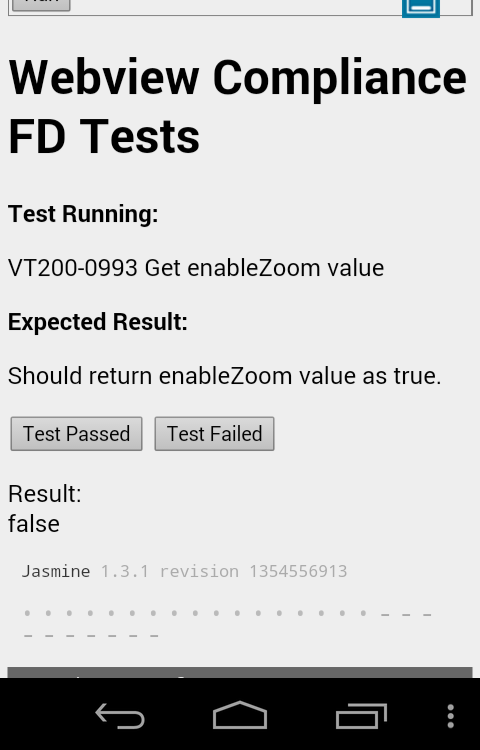 Webview Compliance
FD Tests
Test Running:
VT200-0993 Get enableZoom value
Expected Result:
Should return enableZoom value as true.
Test Passed Test Failed
Result:
false
Jasmine 1.3.1 revision 1354556913